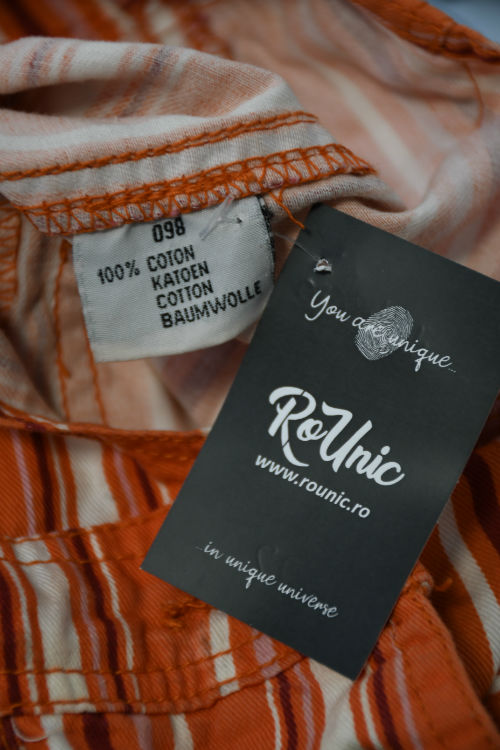 098
100% COTON
KATOEN
COTTON
BAUMWOLLE
You are unique...
RoUnic
www.rounic.ro
...in unique universe